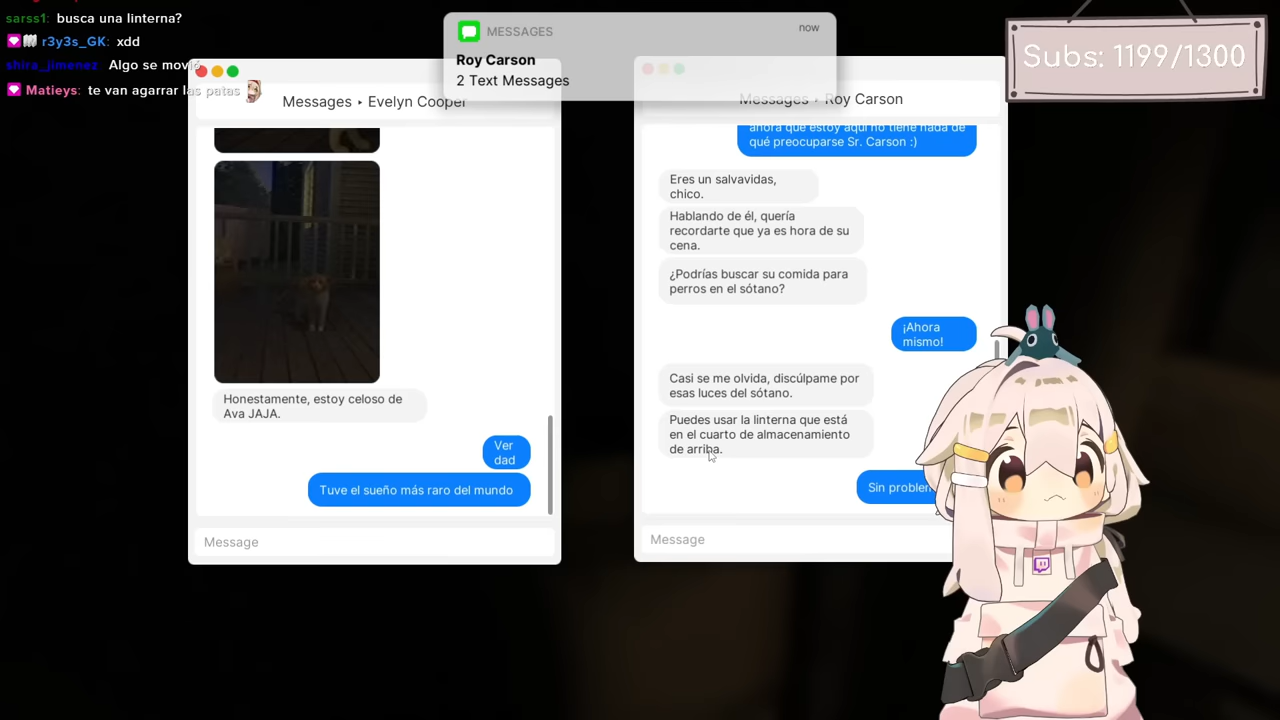 sarss1: busca una linterna?
r3y3s_GK: xdd
shira_jimenez: Algo se movió
Matieys: te van agarrar las patas
MESSAGES
now
Roy Carson
2 Text Messages
Subs: 1199/1300
Messages ▸ Evelyn Cooper
Honestamente, estoy celoso de
Ava JAJA.
Ver
dad
Tuve el sueño más raro del mundo
Message
Messages ▸ Roy Carson
ahora que estoy aquí no tiene nada de
qué preocuparse Sr. Carson :)
Eres un salvavidas,
chico.
Hablando de él, quería
recordarte que ya es hora de su
cena.
¿Podrías buscar su comida para
perros en el sótano?
¡Ahora
mismo!
Casi se me olvida, discúlpame por
esas luces del sótano.
Puedes usar la linterna que está
en el cuarto de almacenamiento
de arriba.
Sin
Message